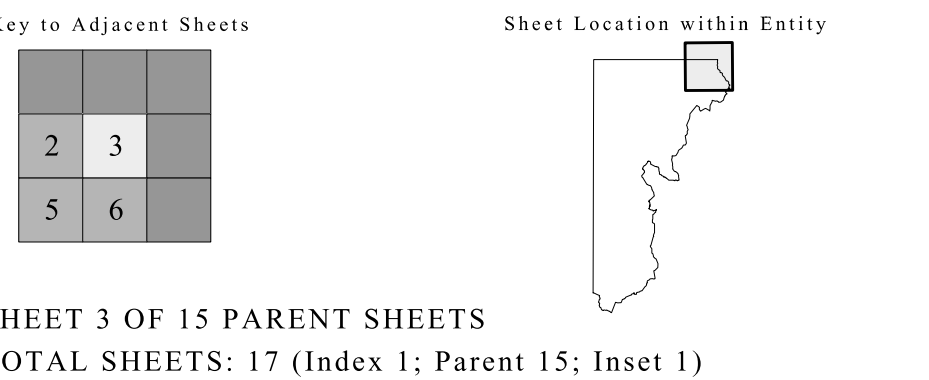 ey to Adjacent Sheets
Sheet Location within Entity
2 3
5 6
HEET 3 OF 15 PARENT SHEETS
OTAL SHEETS: 17 (Index 1; Parent 15; Inset 1)